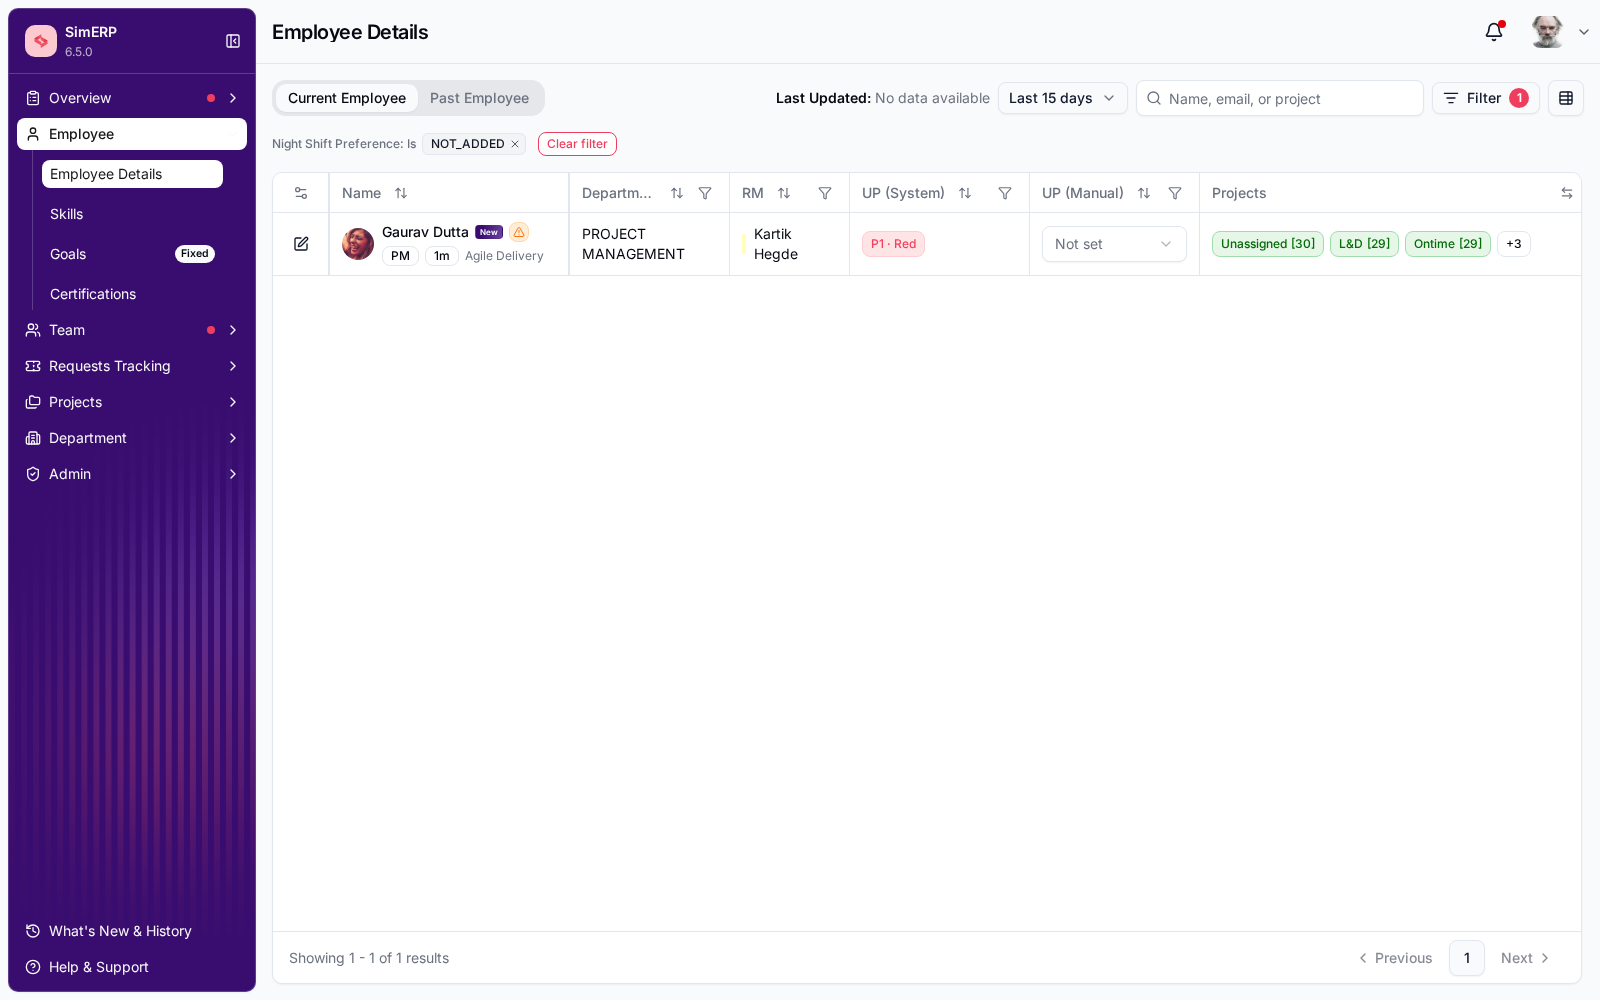 SimERP
6.5.0
Overview
Employee
Employee Details
Skills
Goals
Fixed
Certifications
Team
Requests Tracking
Projects
Department
Admin
What's New & History
Help & Support
Employee Details
Current Employee
Past Employee
Last Updated: No data available
Last 15 days
Name, email, or project
Filter
1
Night Shift Preference: Is
NOT_ADDED
Clear filter
Name
Departm...
RM
UP (System)
UP (Manual)
Projects
Gaurav Dutta
New
PM
1m
Agile Delivery
PROJECT
MANAGEMENT
Kartik
Hegde
P1 · Red
Not set
Unassigned [30]
L&D [29]
Ontime [29]
+3
Showing 1 - 1 of 1 results
Previous
1
Next